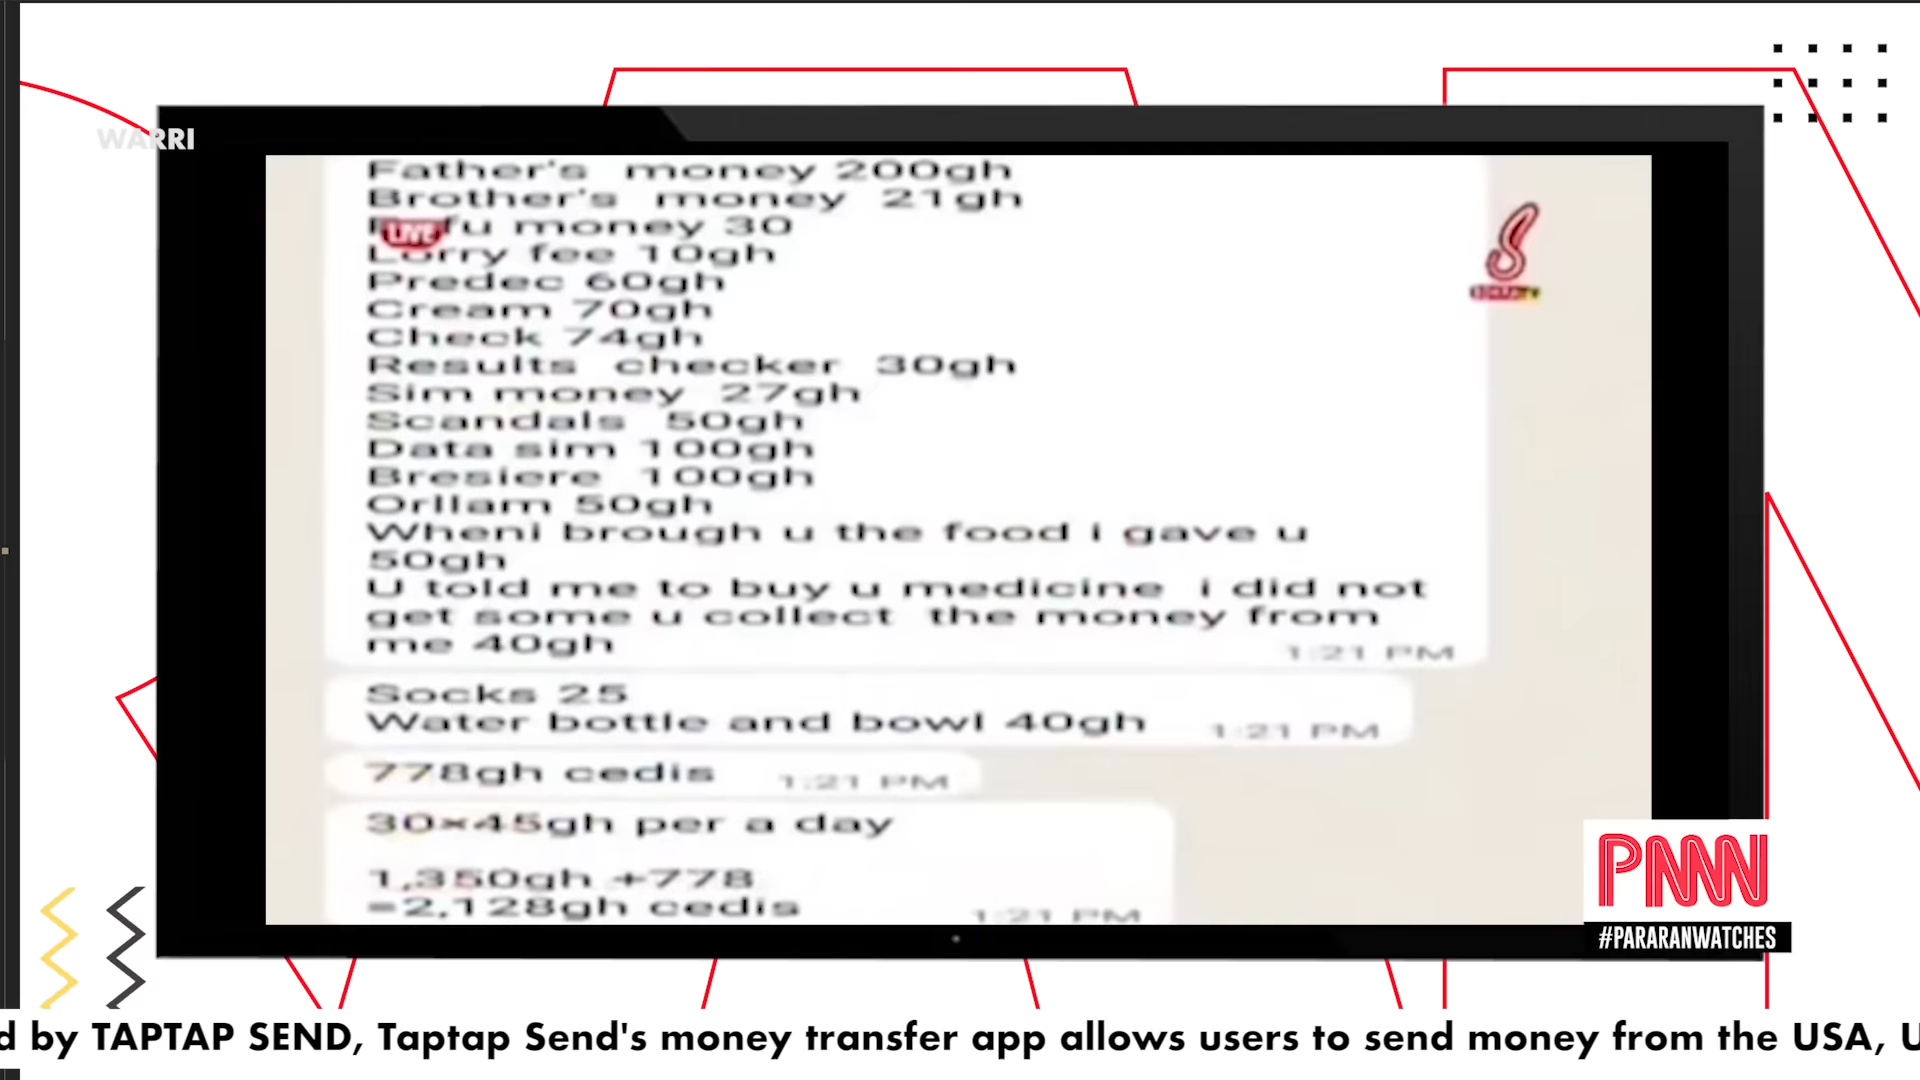 WARRI
Father's money 200gh
Brother's money 21gh
fu money 30
LIVE
Lorry fee 10gh
Predec 60gh
Cream 70gh
Check 74gh
Results checker 30gh
Sim money 27gh
Scandals 50gh
Data sim 100gh
Bresiere 100gh
Orllam 50gh
Wheni brough u the food i gave u
50gh
U told me to buy u medicine i did not
get some u collect the money from
me 40gh
1:21 PM
Socks 25
Water bottle and bowl 40gh
1:21 PM
778gh cedis
1:21 PM
30×45gh per a day
1,350gh +778
=2,128gh cedis
1:21 PM
PNNN
#PARARANWATCHES
d by TAPTAP SEND, Taptap Send's money transfer app allows users to send money from the USA, U